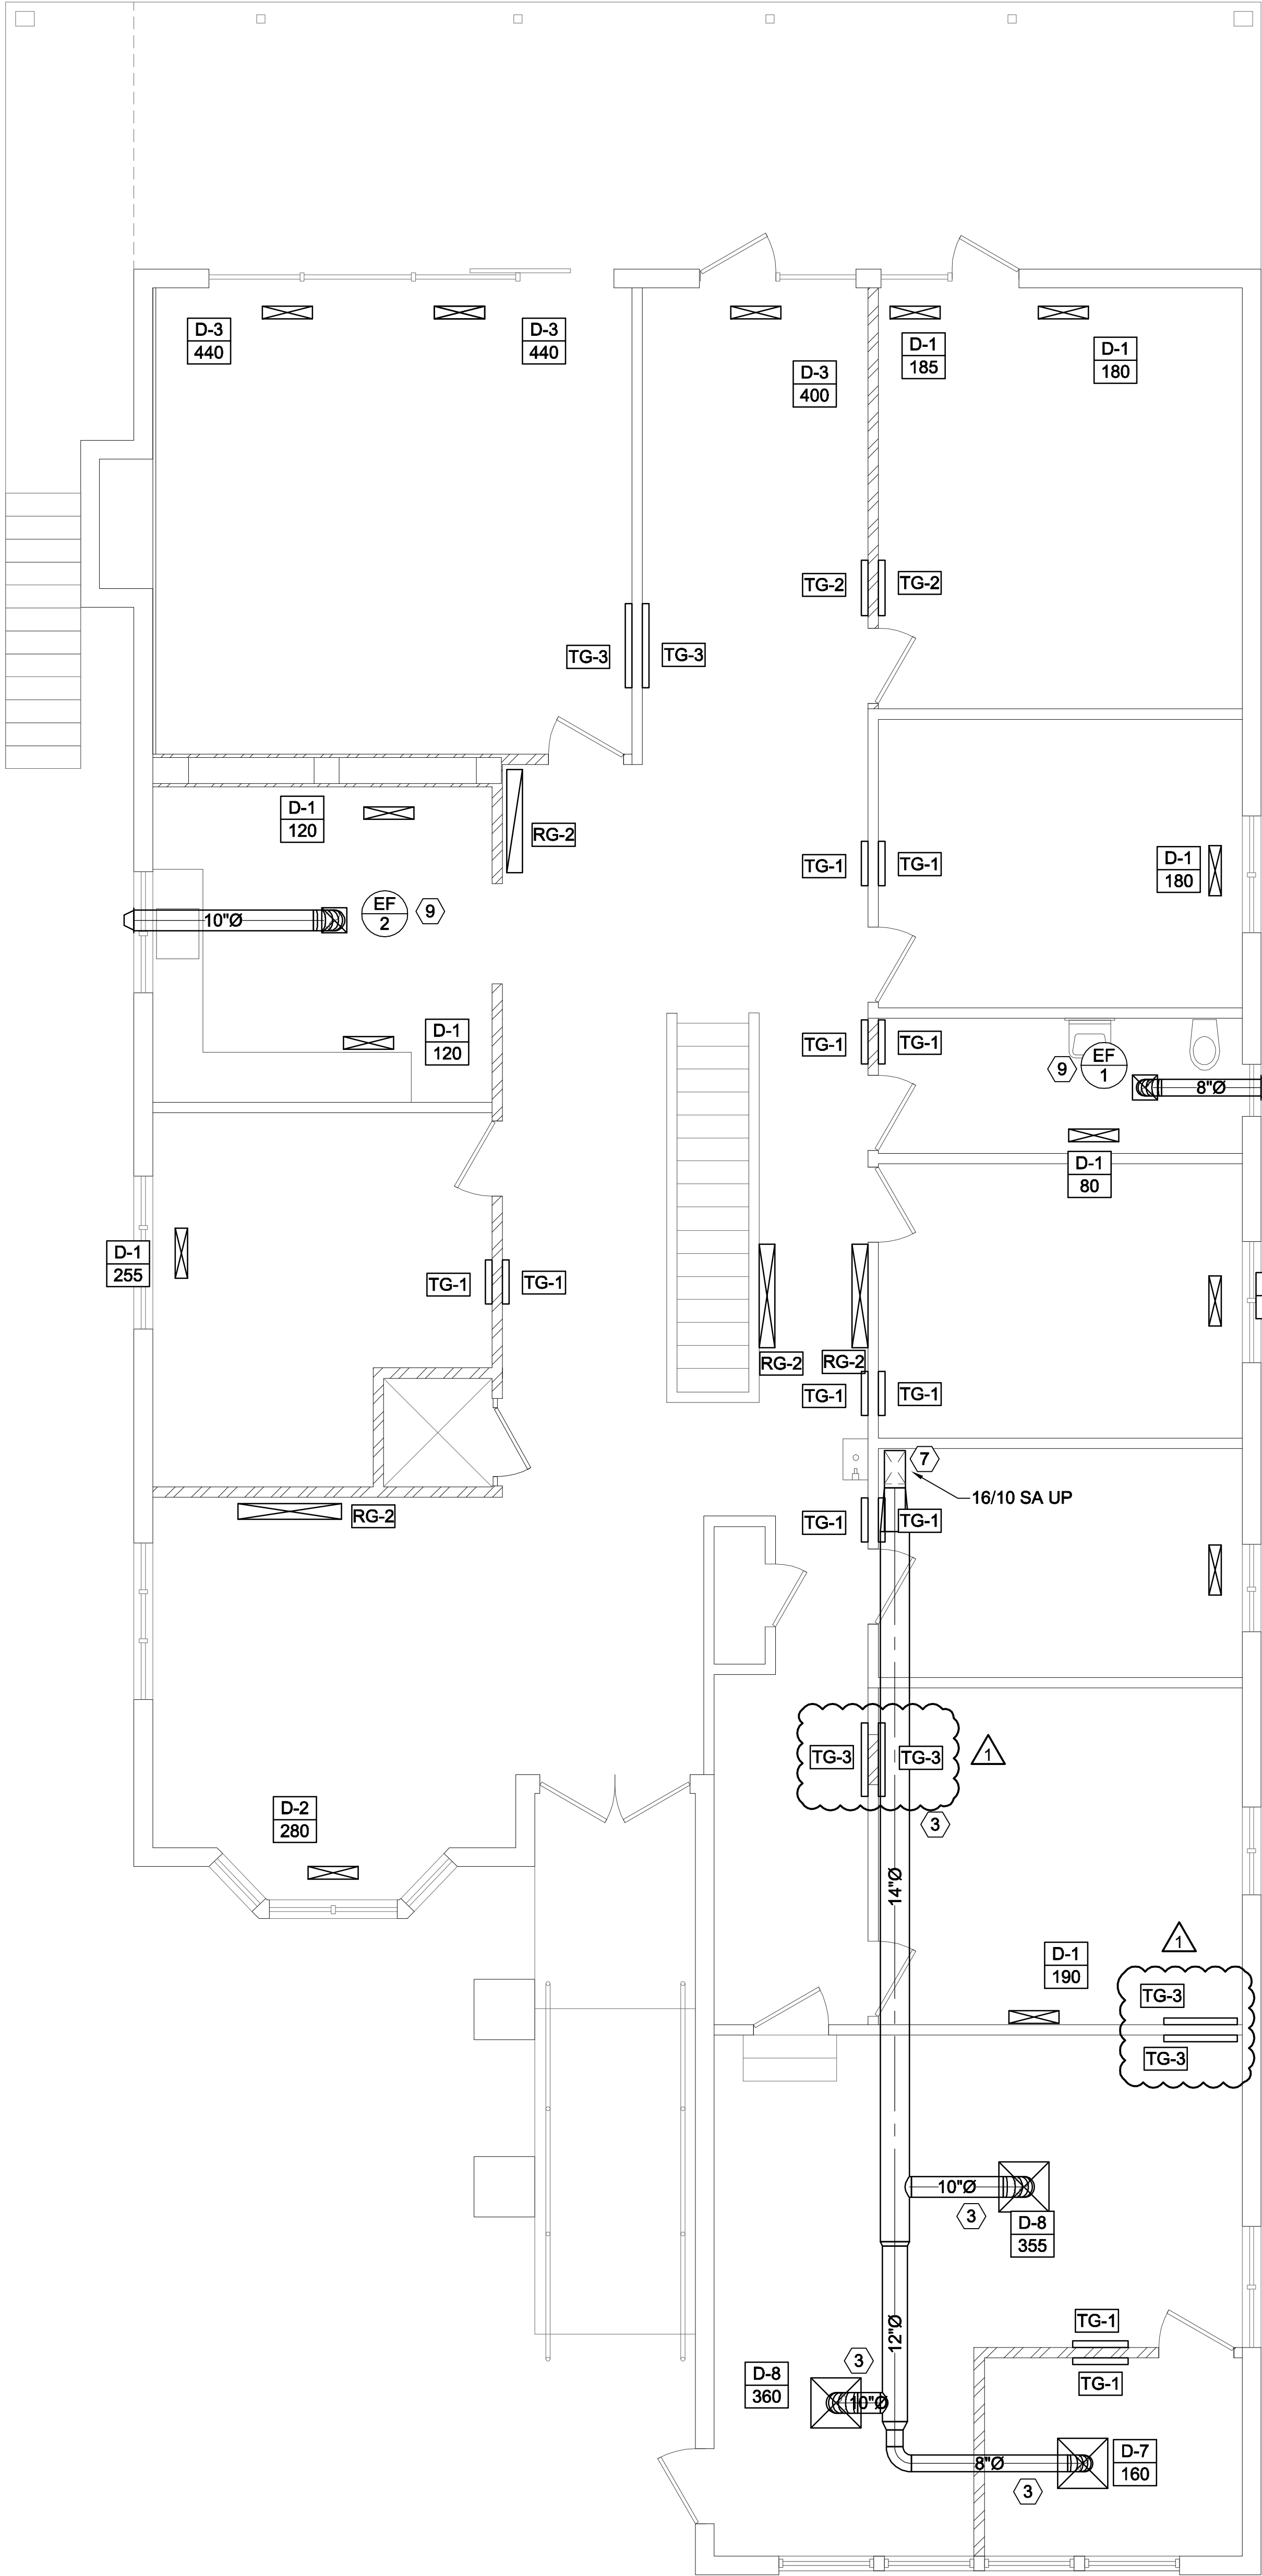 D-3
440
D-3
440
D-3
400
D-1
185
D-1
180
TG-2
TG-2
TG-3
TG-3
D-1
120
RG-2
TG-1
TG-1
D-1
180
10"Ø
EF
2
9
D-1
120
TG-1
TG-1
9
EF
1
8"Ø
D-1
80
D-1
255
TG-1
TG-1
RG-2
RG-2
TG-1
TG-1
7
16/10 SA UP
RG-2
TG-1
TG-1
TG-3
TG-3
1
3
D-2
280
14"Ø
1
D-1
190
TG-3
TG-3
10"Ø
3
D-8
355
12"Ø
TG-1
TG-1
3
D-8
360
10"Ø
8"Ø
3
D-7
160